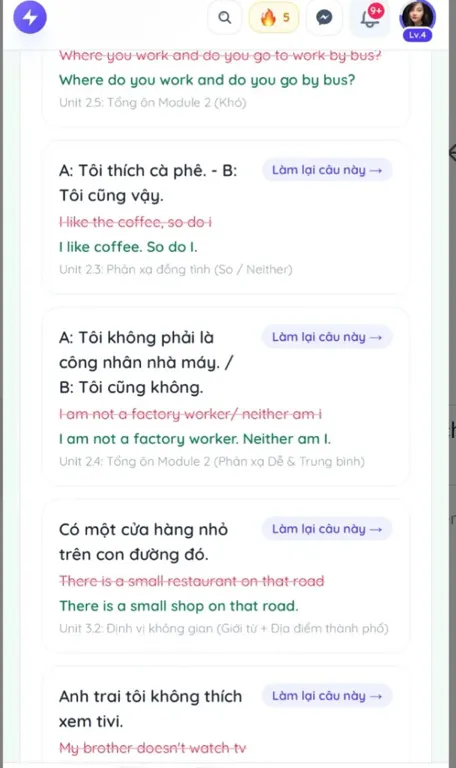 5
9+
Lv.4
Where you work and do you go to work by bus?
Where do you work and do you go by bus?
Unit 2.5: Tổng ôn Module 2 (Khó)
A: Tôi thích cà phê. - B:
Tôi cũng vậy.
Làm lại câu này →
I like the coffee, so do i
I like coffee. So do I.
Unit 2.3: Phản xạ đồng tình (So / Neither)
A: Tôi không phải là
công nhân nhà máy. /
B: Tôi cũng không.
Làm lại câu này →
I am not a factory worker/ neither am i
I am not a factory worker. Neither am I.
Unit 2.4: Tổng ôn Module 2 (Phản xạ Dễ & Trung bình)
Có một cửa hàng nhỏ
trên con đường đó.
Làm lại câu này →
There is a small restaurant on that road
There is a small shop on that road.
Unit 3.2: Định vị không gian (Giới từ + Địa điểm thành phố)
Anh trai tôi không thích
xem tivi.
Làm lại câu này →
My brother doesn't watch tv